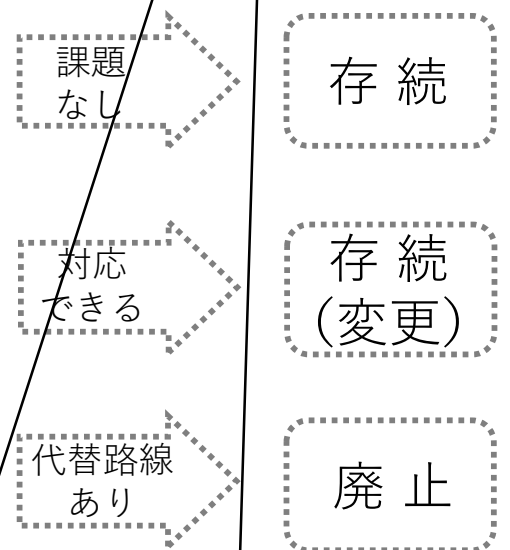 課題
なし
存 続
対応
できる
存 続
(変更)
代替路線
あり
廃 止